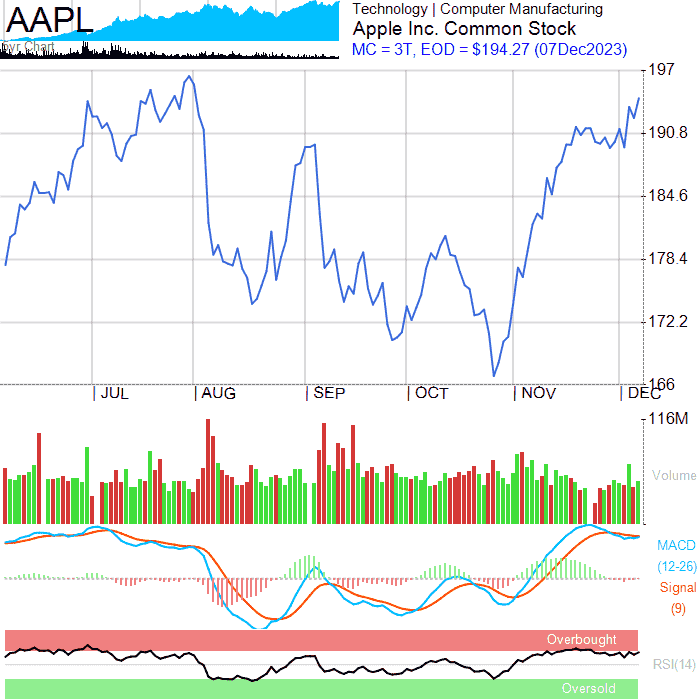 AAPL
Technology | Computer Manufacturing
Apple Inc. Common Stock
MC = 3T, EOD = $194.27 (07Dec2023)
Chart
197
190.8
184.6
178.4
172.2
166
JUL AUG SEP OCT NOV DEC
116M
Volume
MACD
(12-26)
Signal
(9)
Overbought
RSI(14)
Oversold